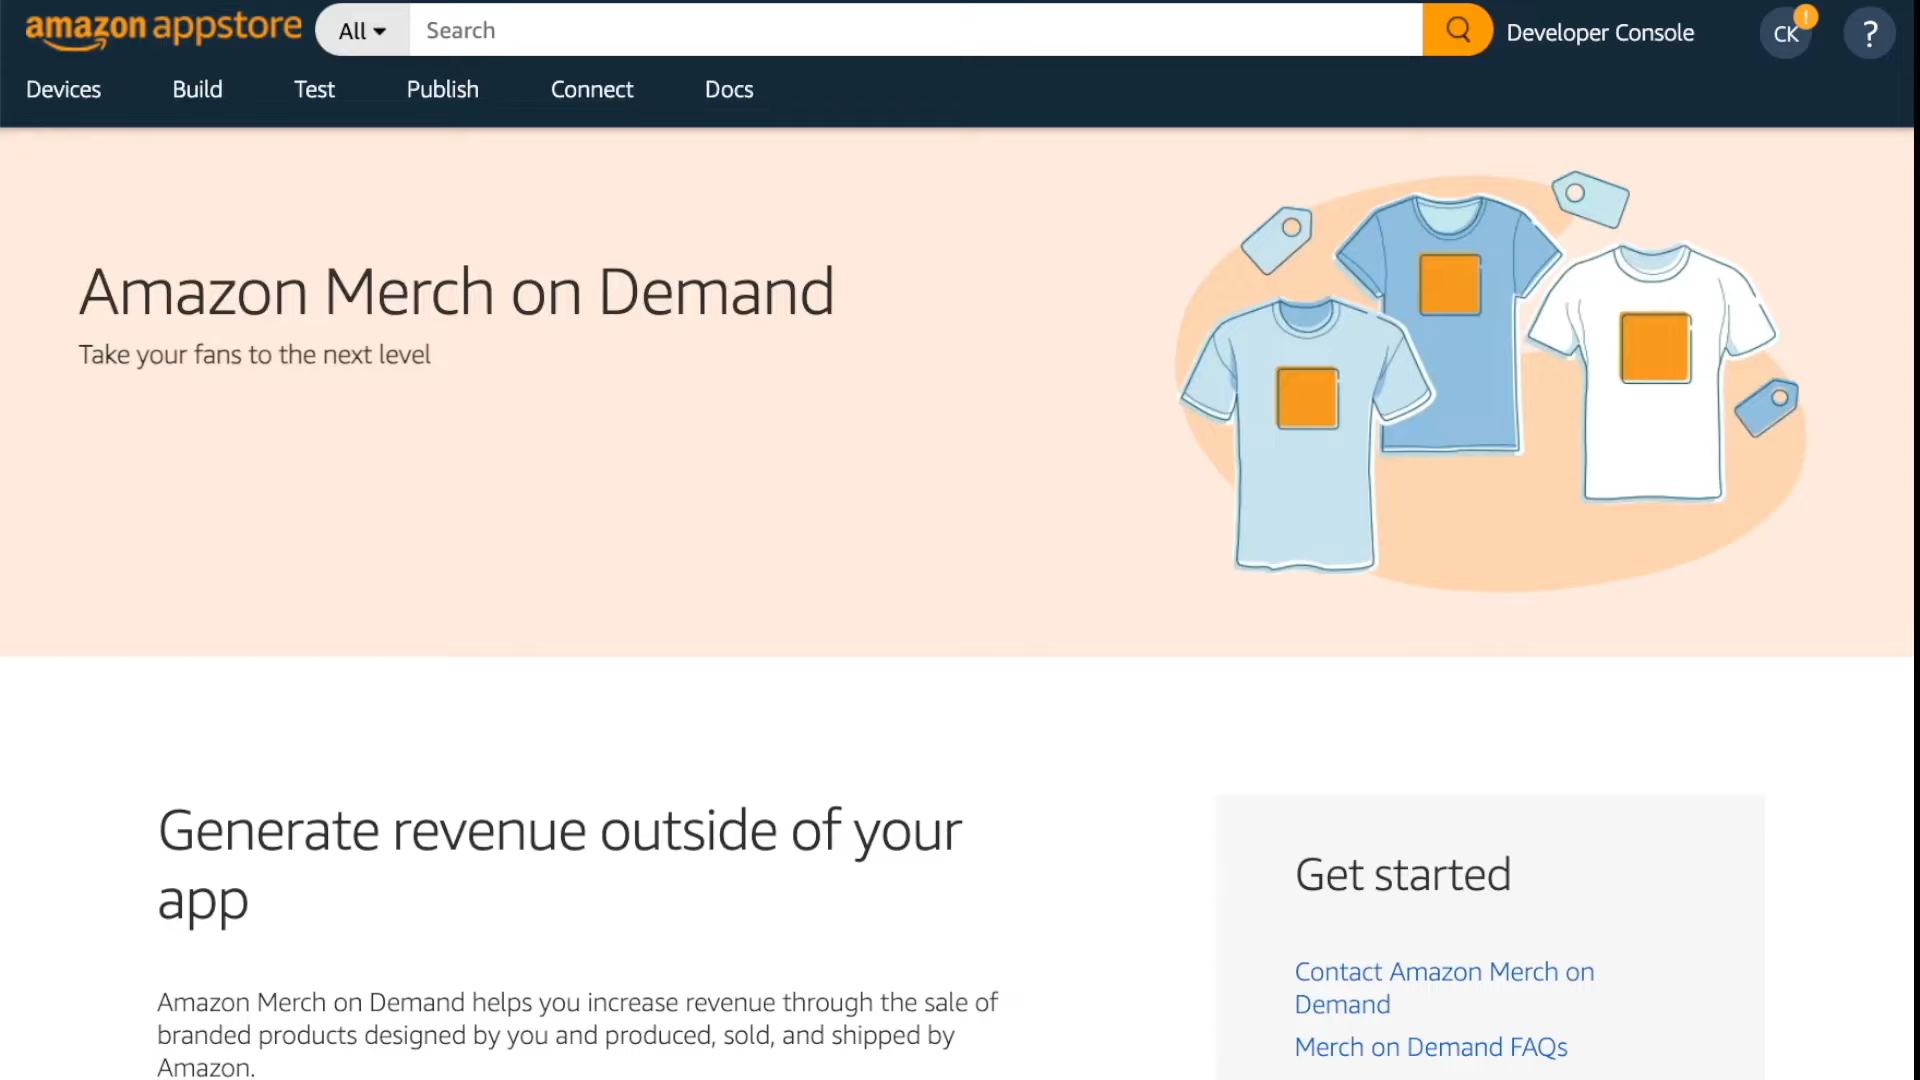 amazon appstore
All
Search
Developer Console
CK
!
?
Devices
Build
Test
Publish
Connect
Docs
Amazon Merch on Demand
Take your fans to the next level
Generate revenue outside of your
app
Amazon Merch on Demand helps you increase revenue through the sale of
branded products designed by you and produced, sold, and shipped by
Amazon.
Get started
Contact Amazon Merch on
Demand
Merch on Demand FAQs